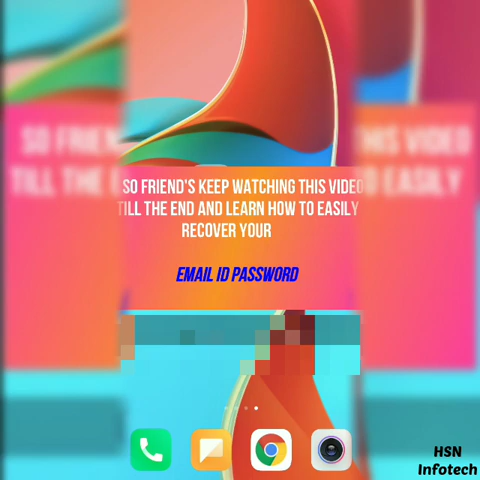 SO FRIEND'S KEEP WATCHING THIS VIDEO
TILL THE END AND LEARN HOW TO EASILY
RECOVER YOUR
EMAIL ID PASSWORD
HSN
Infotech